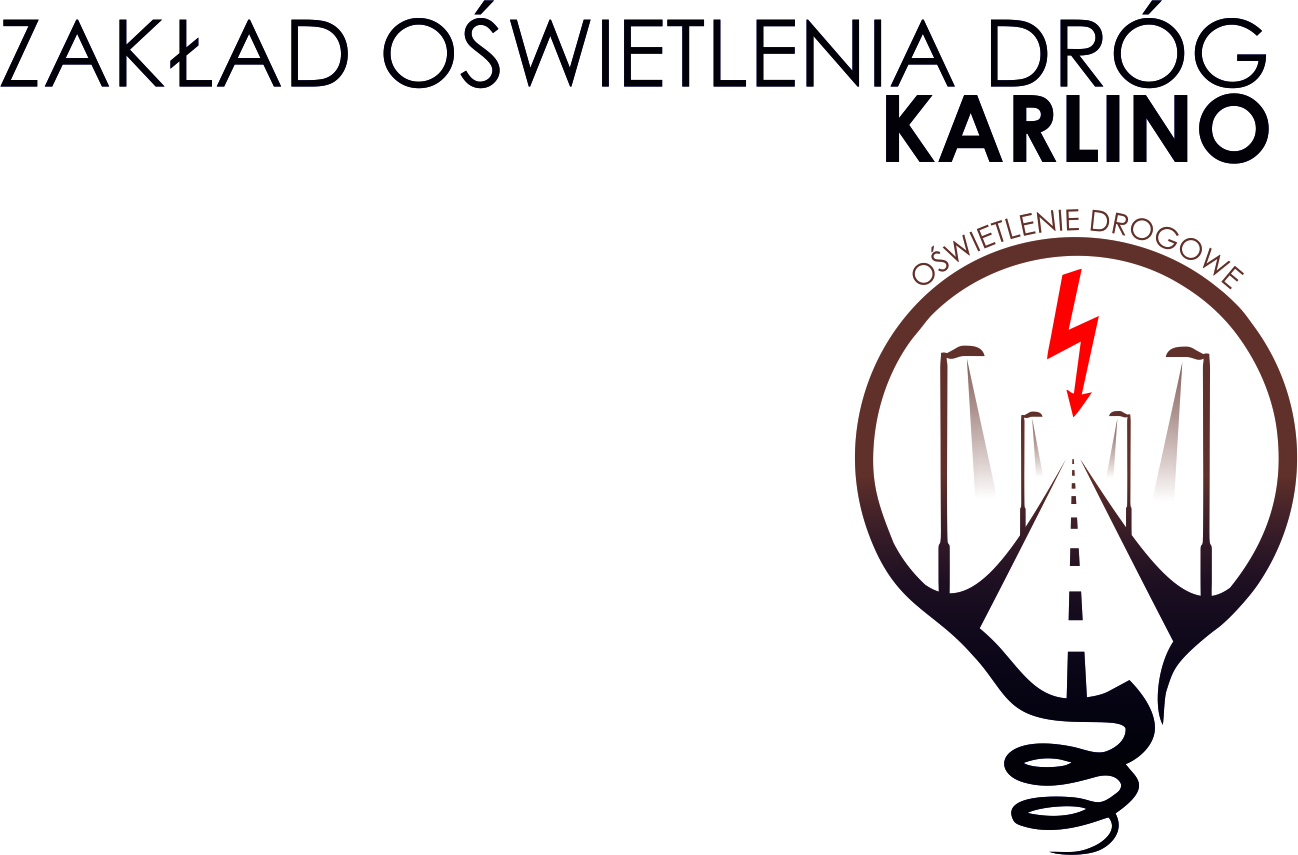 ZAKŁAD OŚWIETLENIA DRÓG
KARLINO
OŚWIETLENIE DROGOWE